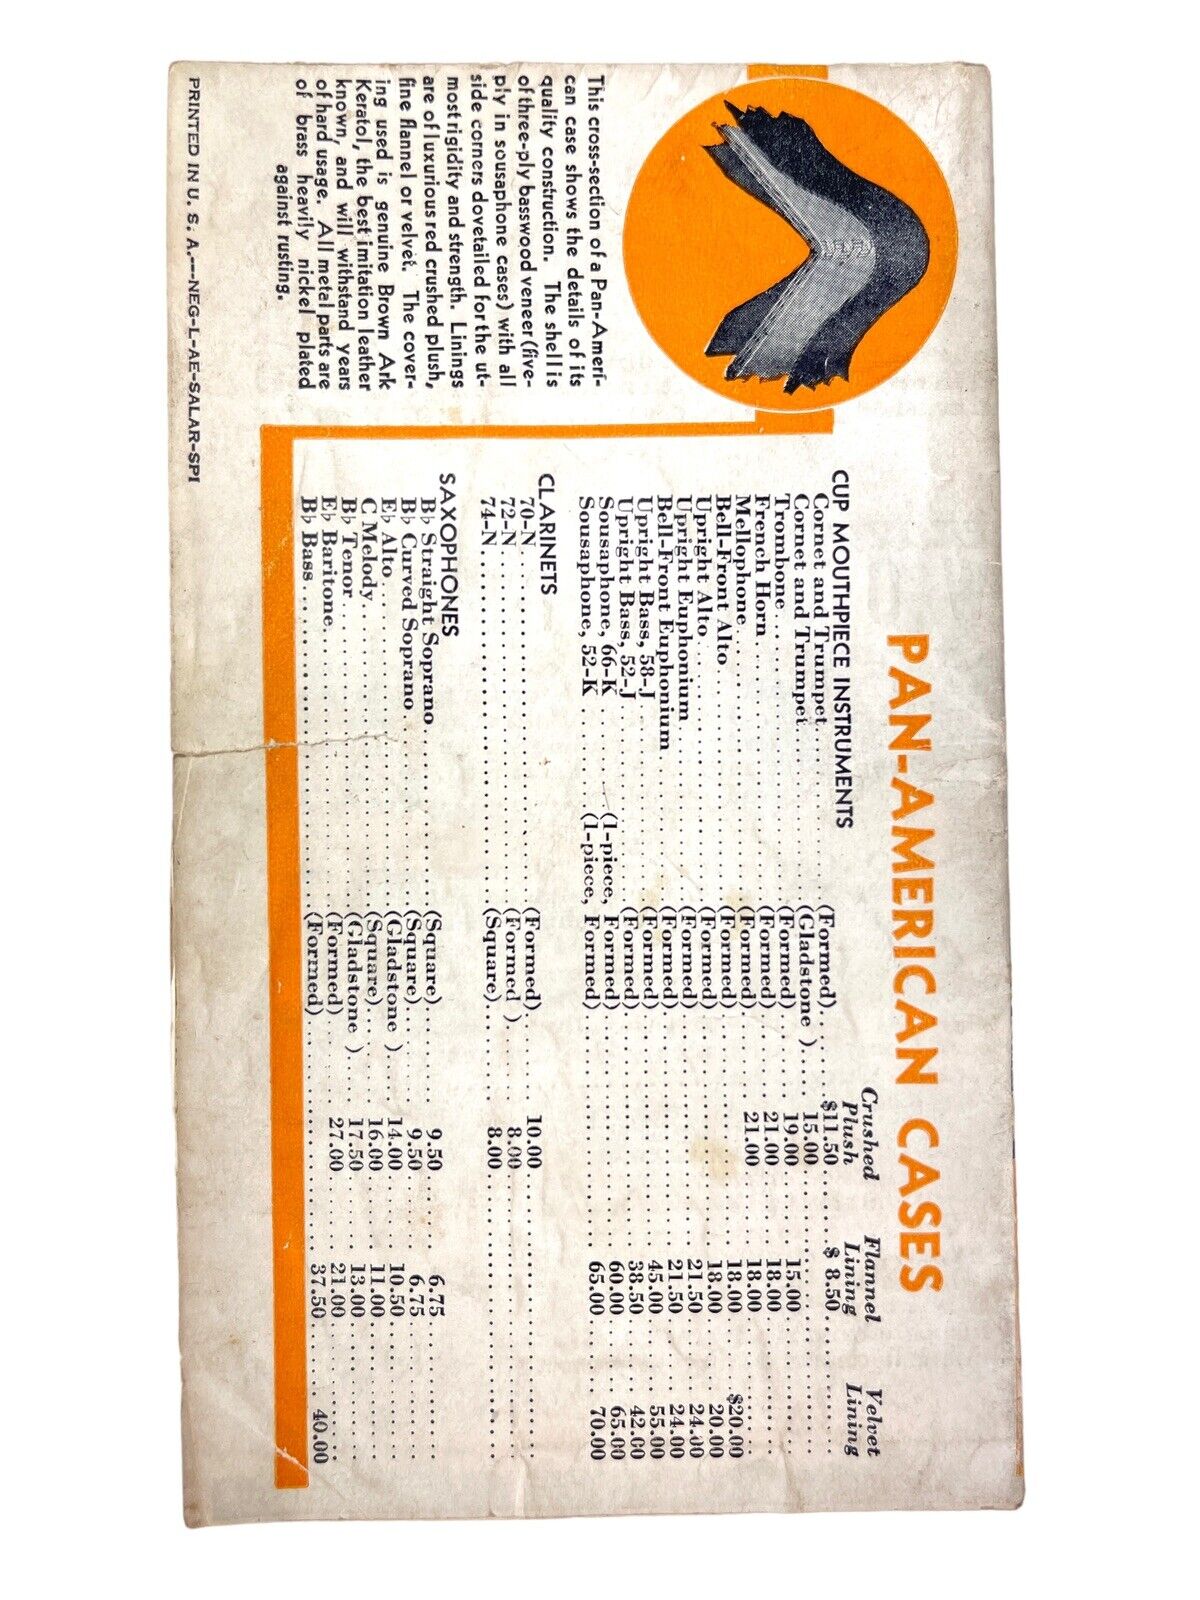 PAN-AMERICAN CASES
This cross-section of a Pan-Ameri-
can case shows the details of its
quality construction. The shell is
of three-ply basswood veneer (five-
ply in sousaphone cases) with all
side corners dovetailed for the ut-
most rigidity and strength. Linings
are of luxurious red crushed plush,
fine flannel or velvet. The cover-
ing used is genuine Brown Ark
Keratol, the best imitation leather
known, and will withstand years
of hard usage. All metal parts are
of brass heavily nickel plated
against rusting.
PRINTED IN U. S. A.—NEG-L-AE-SALAR-SPI
Crushed Flannel Velvet
Plush Lining Lining
CUP MOUTHPIECE INSTRUMENTS
Cornet and Trumpet (Formed) $11.50 $ 8.50
Cornet and Trumpet (Gladstone ) 15.00
Trombone (Formed) 19.00 15.00
French Horn (Formed) 21.00 18.00
Mellophone (Formed) 21.00 18.00
Bell-Front Alto (Formed) 18.00 $20.00
Upright Alto (Formed) 18.00 20.00
Upright Euphonium (Formed) 21.50 24.00
Bell-Front Euphonium (Formed) 21.50 24.00
Upright Bass, 58-J (Formed) 45.00 55.00
Upright Bass, 52-J (Formed) 38.50 42.00
Sousaphone, 66-K (1-piece, Formed) 60.00 65.00
Sousaphone, 52-K (1-piece, Formed) 65.00 70.00
CLARINETS
70-N (Formed) 10.00
72-N (Formed ) 8.00
74-N (Square) 8.00
SAXOPHONES
B♭ Straight Soprano (Square) 9.50 6.75
B♭ Curved Soprano (Square) 9.50 6.75
E♭ Alto (Gladstone ) 14.00 10.50
C Melody (Square) 16.00 11.00
B♭ Tenor (Gladstone ) 17.50 13.00
E♭ Baritone (Formed) 27.00 21.00
B♭ Bass (Formed) 37.50 40.00